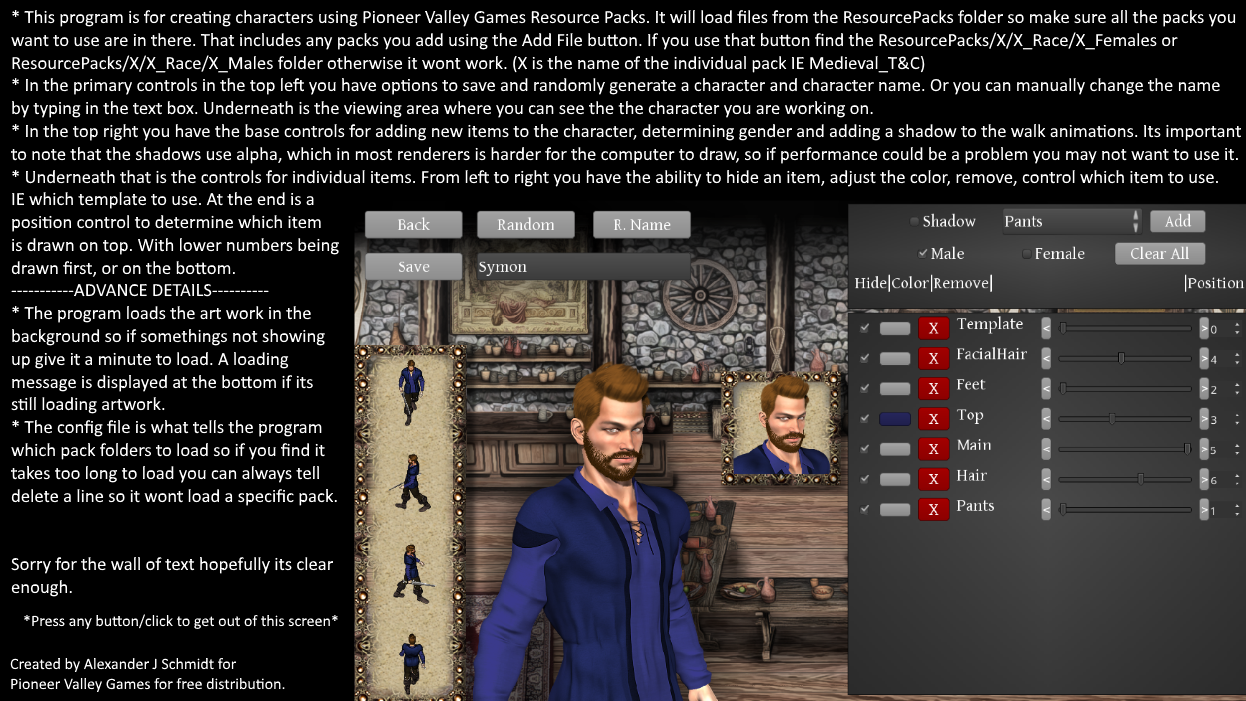 * This program is for creating characters using Pioneer Valley Games Resource Packs. It will load files from the ResourcePacks folder so make sure all the packs you
want to use are in there. That includes any packs you add using the Add File button. If you use that button find the ResourcePacks/X/X_Race/X_Females or
ResourcePacks/X/X_Race/X_Males folder otherwise it wont work. (X is the name of the individual pack IE Medieval_T&C)
* In the primary controls in the top left you have options to save and randomly generate a character and character name. Or you can manually change the name
by typing in the text box. Underneath is the viewing area where you can see the the character you are working on.
* In the top right you have the base controls for adding new items to the character, determining gender and adding a shadow to the walk animations. Its important
to note that the shadows use alpha, which in most renderers is harder for the computer to draw, so if performance could be a problem you may not want to use it.
* Underneath that is the controls for individual items. From left to right you have the ability to hide an item, adjust the color, remove, control which item to use.
IE which template to use. At the end is a
position control to determine which item
is drawn on top. With lower numbers being
drawn first, or on the bottom.
-----------ADVANCE DETAILS----------
* The program loads the art work in the
background so if somethings not showing
up give it a minute to load. A loading
message is displayed at the bottom if its
still loading artwork.
* The config file is what tells the program
which pack folders to load so if you find it
takes too long to load you can always tell
delete a line so it wont load a specific pack.
Sorry for the wall of text hopefully its clear
enough.
*Press any button/click to get out of this screen*
Created by Alexander J Schmidt for
Pioneer Valley Games for free distribution.
Back Random R. Name
Save Symon
Shadow Pants Add
Male Female Clear All
Hide|Color|Remove| |Position
X Template < > 0
X FacialHair < > 4
X Feet < > 2
X Top < > 3
X Main < > 5
X Hair < > 6
X Pants < > 1